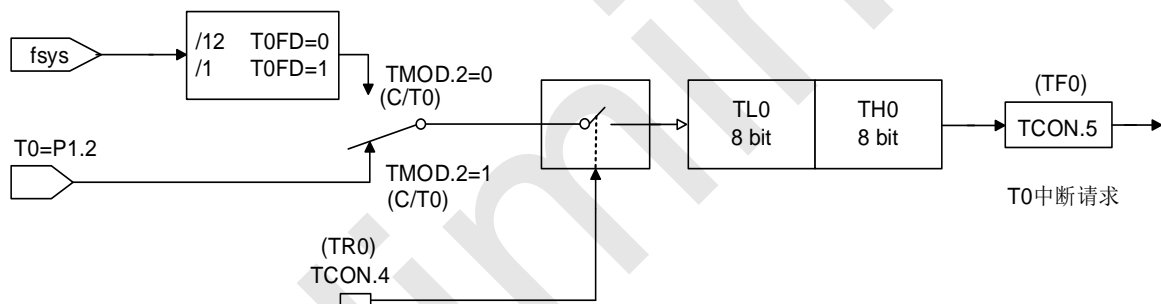 fsys
/12 T0FD=0
/1 T0FD=1
TMOD.2=0
(C/T0)
T0=P1.2
TMOD.2=1
(C/T0)
(TR0)
TCON.4
TL0
8 bit
TH0
8 bit
(TF0)
TCON.5
T0中断请求